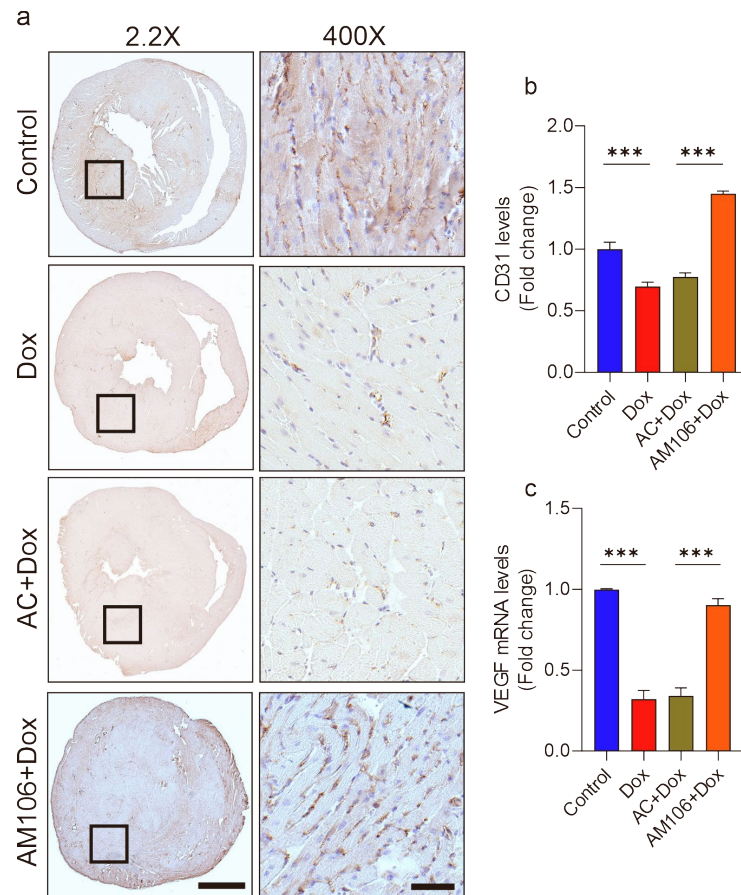 a
2.2X 400X
Control
Dox
AC+Dox
AM106+Dox
b
CD31 levels
(Fold change)
2.0
1.5
1.0
0.5
0.0
*** ***
Control
Dox
AC+Dox
AM106+Dox
c
VEGF mRNA levels
(Fold change)
1.5
1.0
0.5
0.0
*** ***
Control
Dox
AC+Dox
AM106+Dox